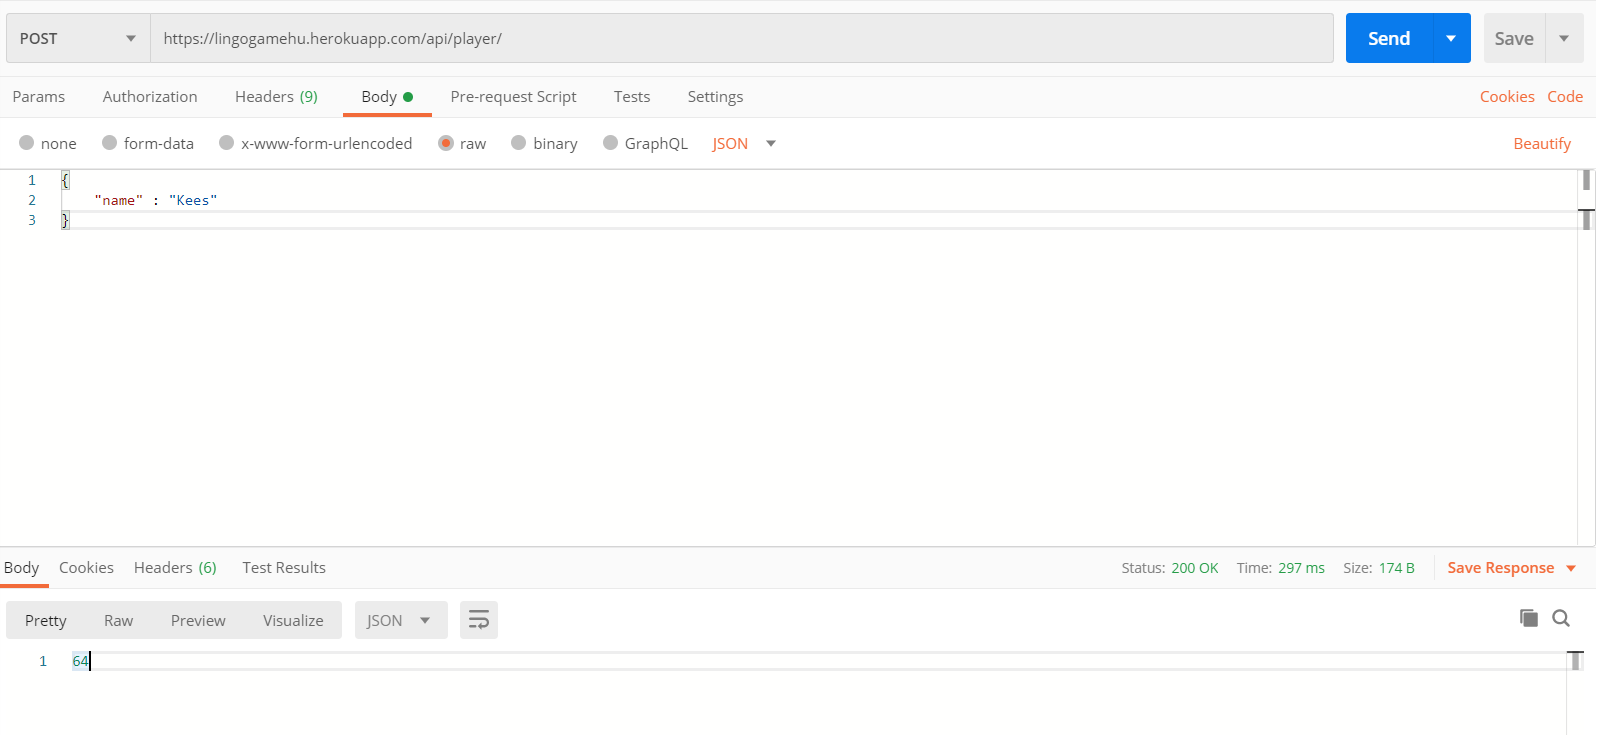 POST https://lingogamehu.herokuapp.com/api/player/ Send Save
Params Authorization Headers (9) Body Pre-request Script Tests Settings Cookies Code
none form-data x-www-form-urlencoded raw binary GraphQL JSON Beautify
1 {
2 "name" : "Kees"
3 }
Body Cookies Headers (6) Test Results Status: 200 OK Time: 297 ms Size: 174 B Save Response
Pretty Raw Preview Visualize JSON
1 64